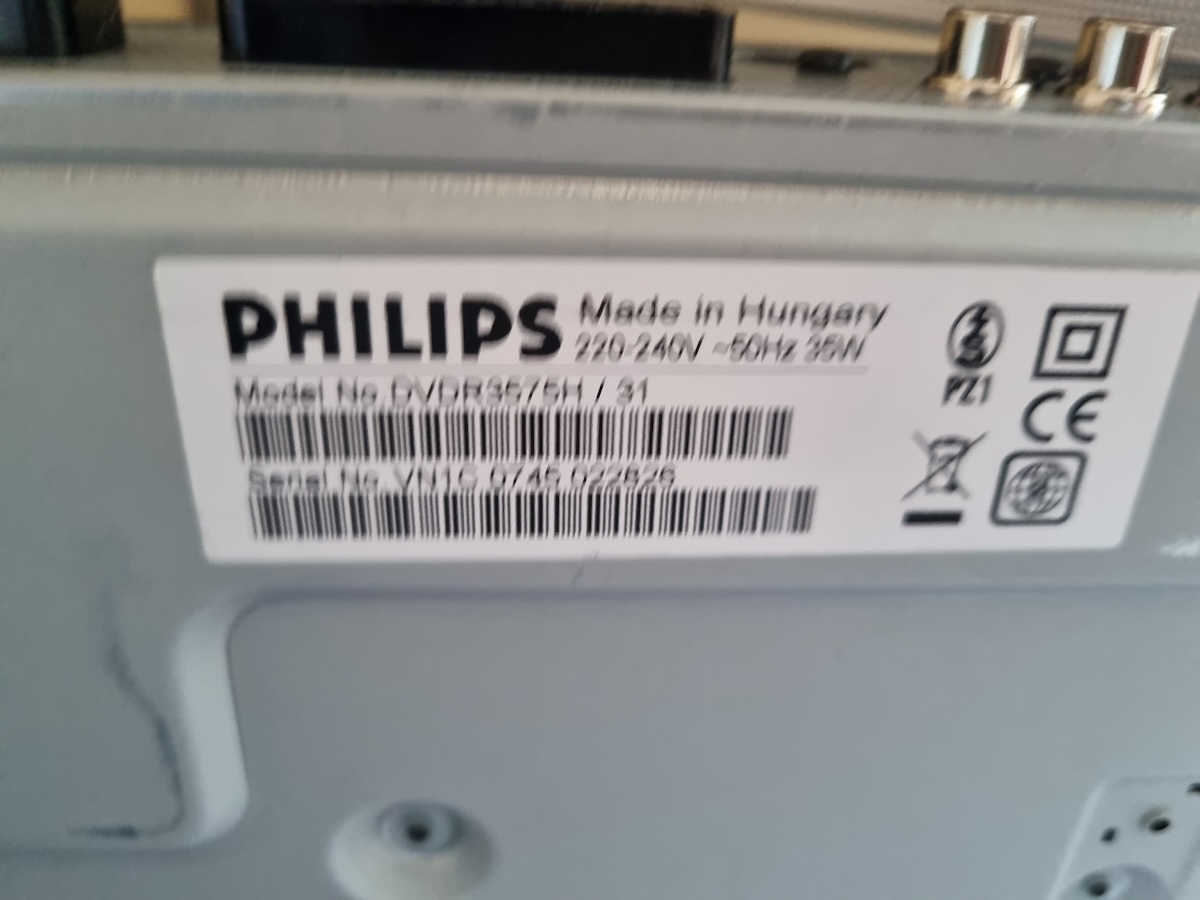 PHILIPS Made in Hungary
220-240V ~50Hz 35W
Model No. DVDR3575H / 31
Serial No. VN1C 0745 022826
PZ1
CE